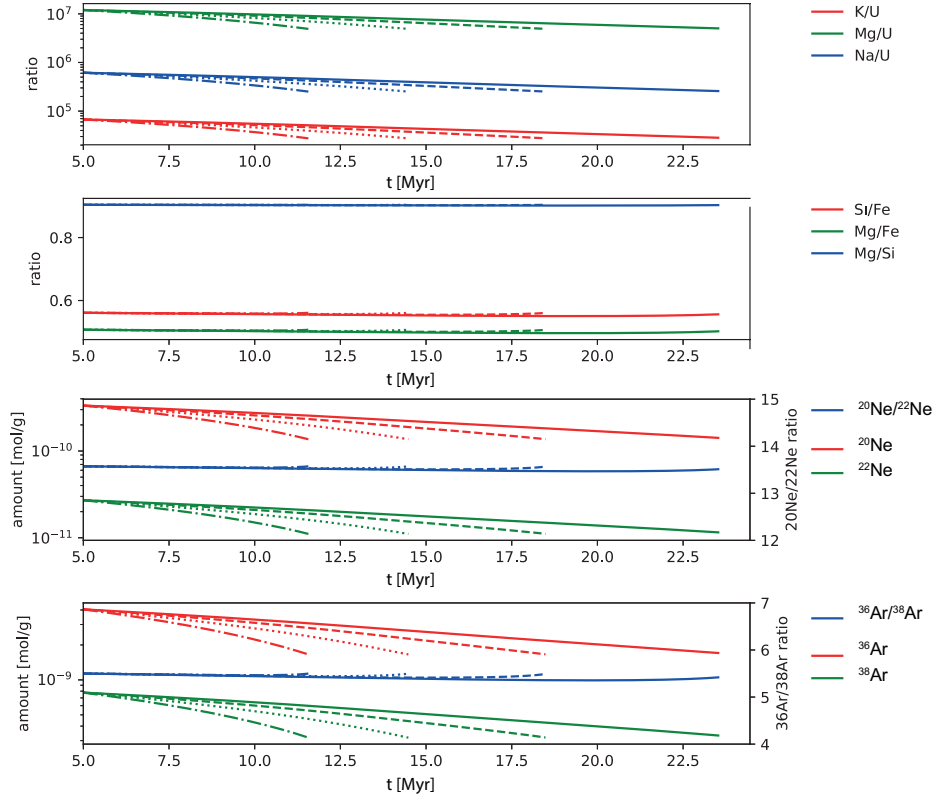 10⁷
10⁶
10⁵
ratio
5.0 7.5 10.0 12.5 15.0 17.5 20.0 22.5
t [Myr]
K/U
Mg/U
Na/U
0.8
0.6
ratio
5.0 7.5 10.0 12.5 15.0 17.5 20.0 22.5
t [Myr]
Si/Fe
Mg/Fe
Mg/Si
10⁻¹⁰
10⁻¹¹
amount [mol/g]
15
14
13
12
20Ne/22Ne ratio
5.0 7.5 10.0 12.5 15.0 17.5 20.0 22.5
t [Myr]
²⁰Ne/²²Ne
²⁰Ne
²²Ne
10⁻⁹
amount [mol/g]
7
6
5
4
36Ar/38Ar ratio
5.0 7.5 10.0 12.5 15.0 17.5 20.0 22.5
t [Myr]
³⁶Ar/³⁸Ar
³⁶Ar
³⁸Ar